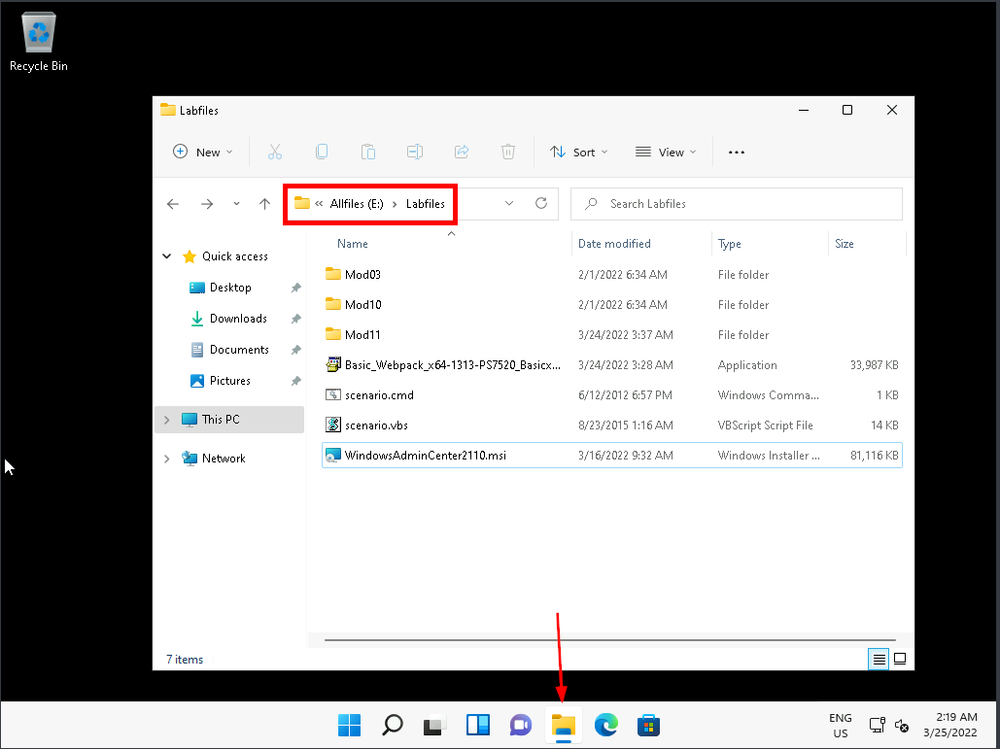 Recycle Bin
Labfiles
New
Sort
View
« Allfiles (E:) > Labfiles
Search Labfiles
Name Date modified Type Size
Quick access
Desktop
Downloads
Documents
Pictures
This PC
Network
Mod03 2/1/2022 6:34 AM File folder
Mod10 2/1/2022 6:34 AM File folder
Mod11 3/24/2022 3:37 AM File folder
Basic_Webpack_x64-1313-PS7520_Basicx... 3/24/2022 3:28 AM Application 33,987 KB
scenario.cmd 6/12/2012 6:57 PM Windows Comma... 1 KB
scenario.vbs 8/23/2015 1:16 AM VBScript Script File 14 KB
WindowsAdminCenter2110.msi 3/16/2022 9:32 AM Windows Installer ... 81,116 KB
7 items
ENG
US
2:19 AM
3/25/2022